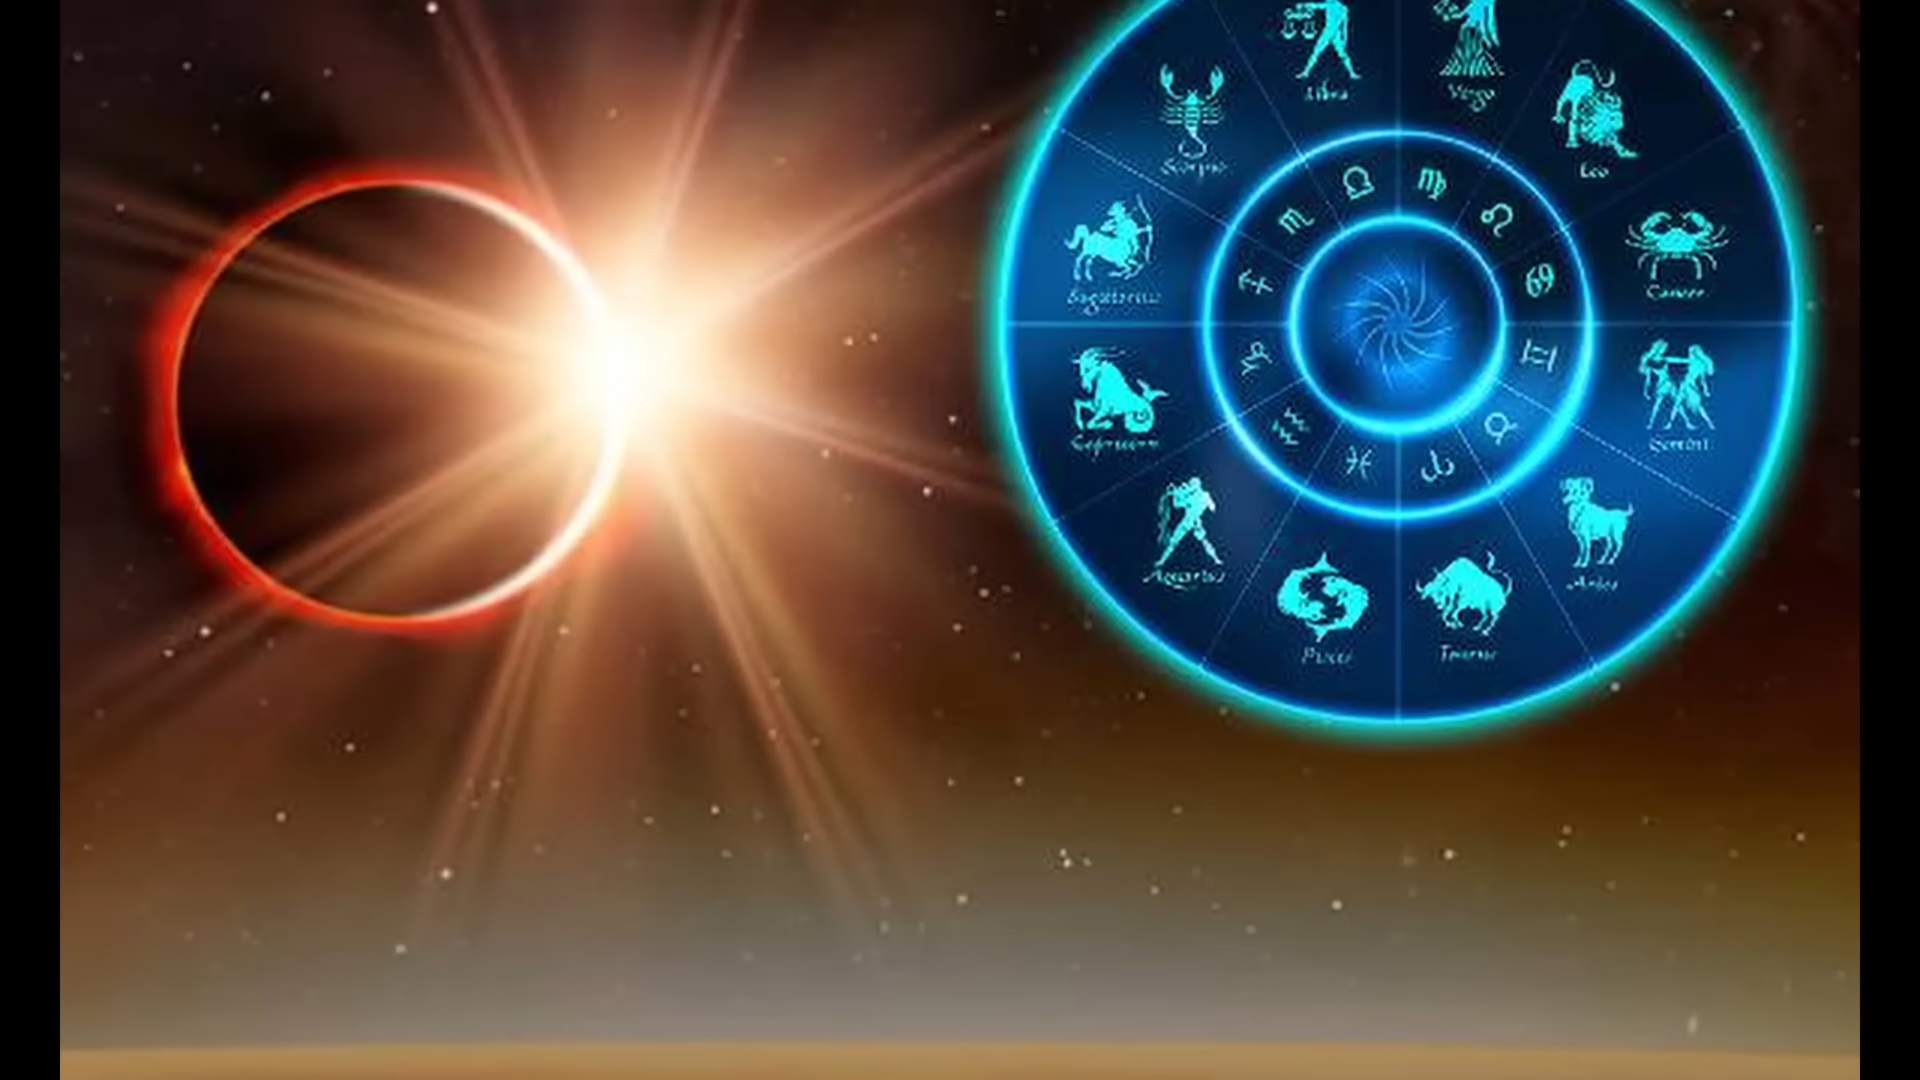 Libra
Virgo
Scorpio
Leo
Sagittarius
Cancer
Capricorn
Gemini
Aquarius
Aries
Pisces
Taurus